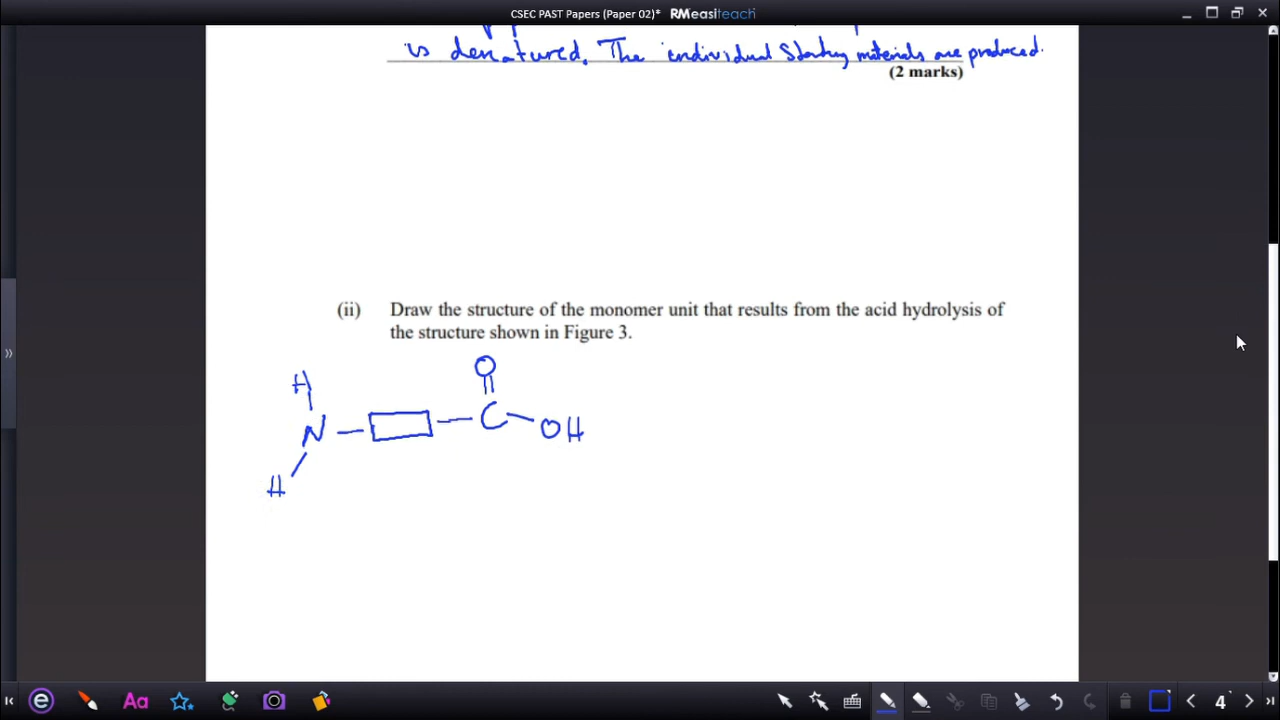 CSEC PAST Papers (Paper 02)* RMeasiteach
is denatured. The individual Starting materials are produced.
(2 marks)
(ii) Draw the structure of the monomer unit that results from the acid hydrolysis of
the structure shown in Figure 3.
O
H
C
N
OH
H
Aa
4